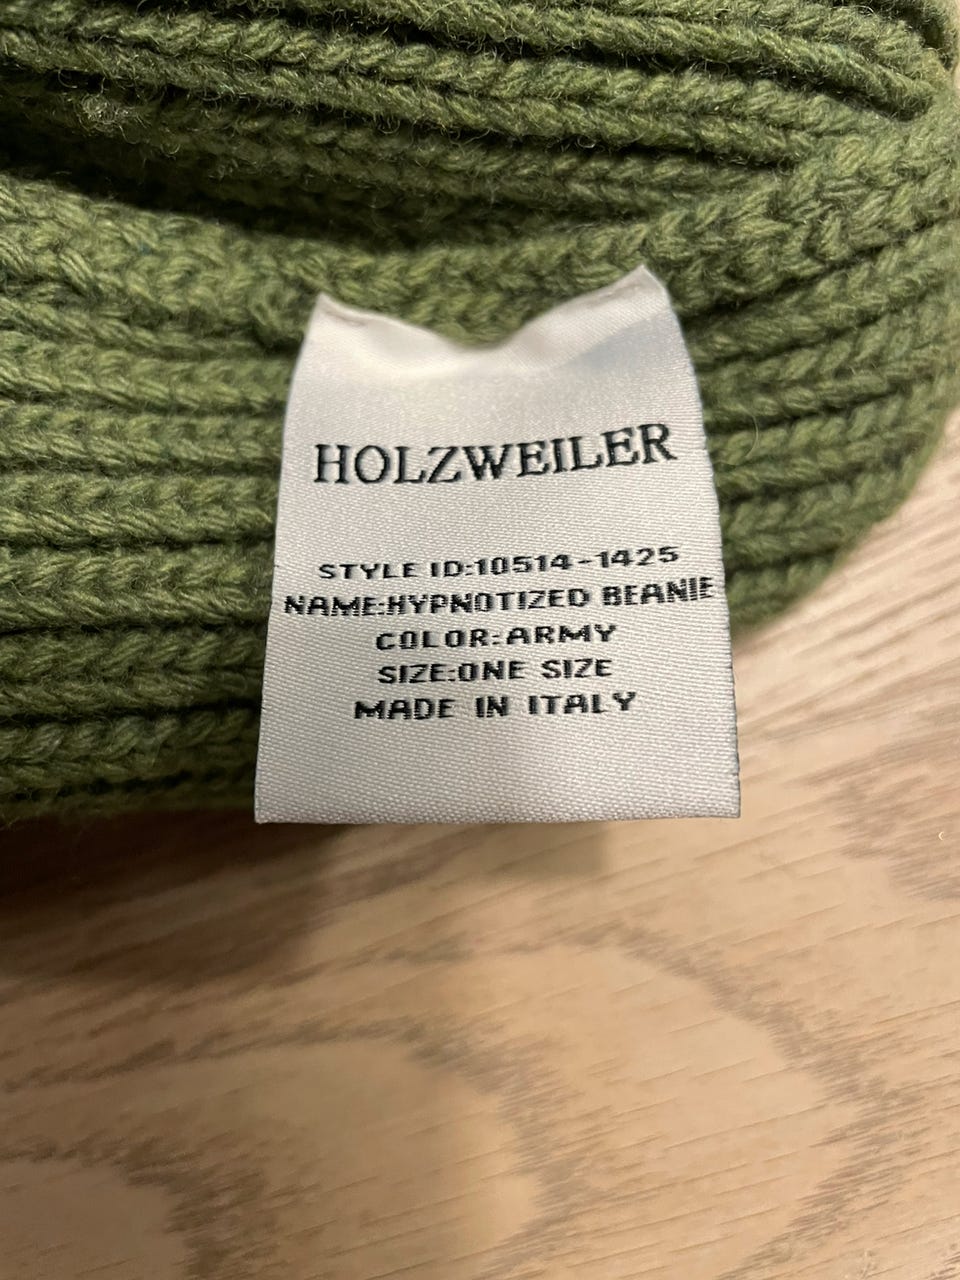 HOLZWEILER
STYLE ID:10514-1425
NAME:HYPNOTIZED BEANIE
COLOR:ARMY
SIZE:ONE SIZE
MADE IN ITALY